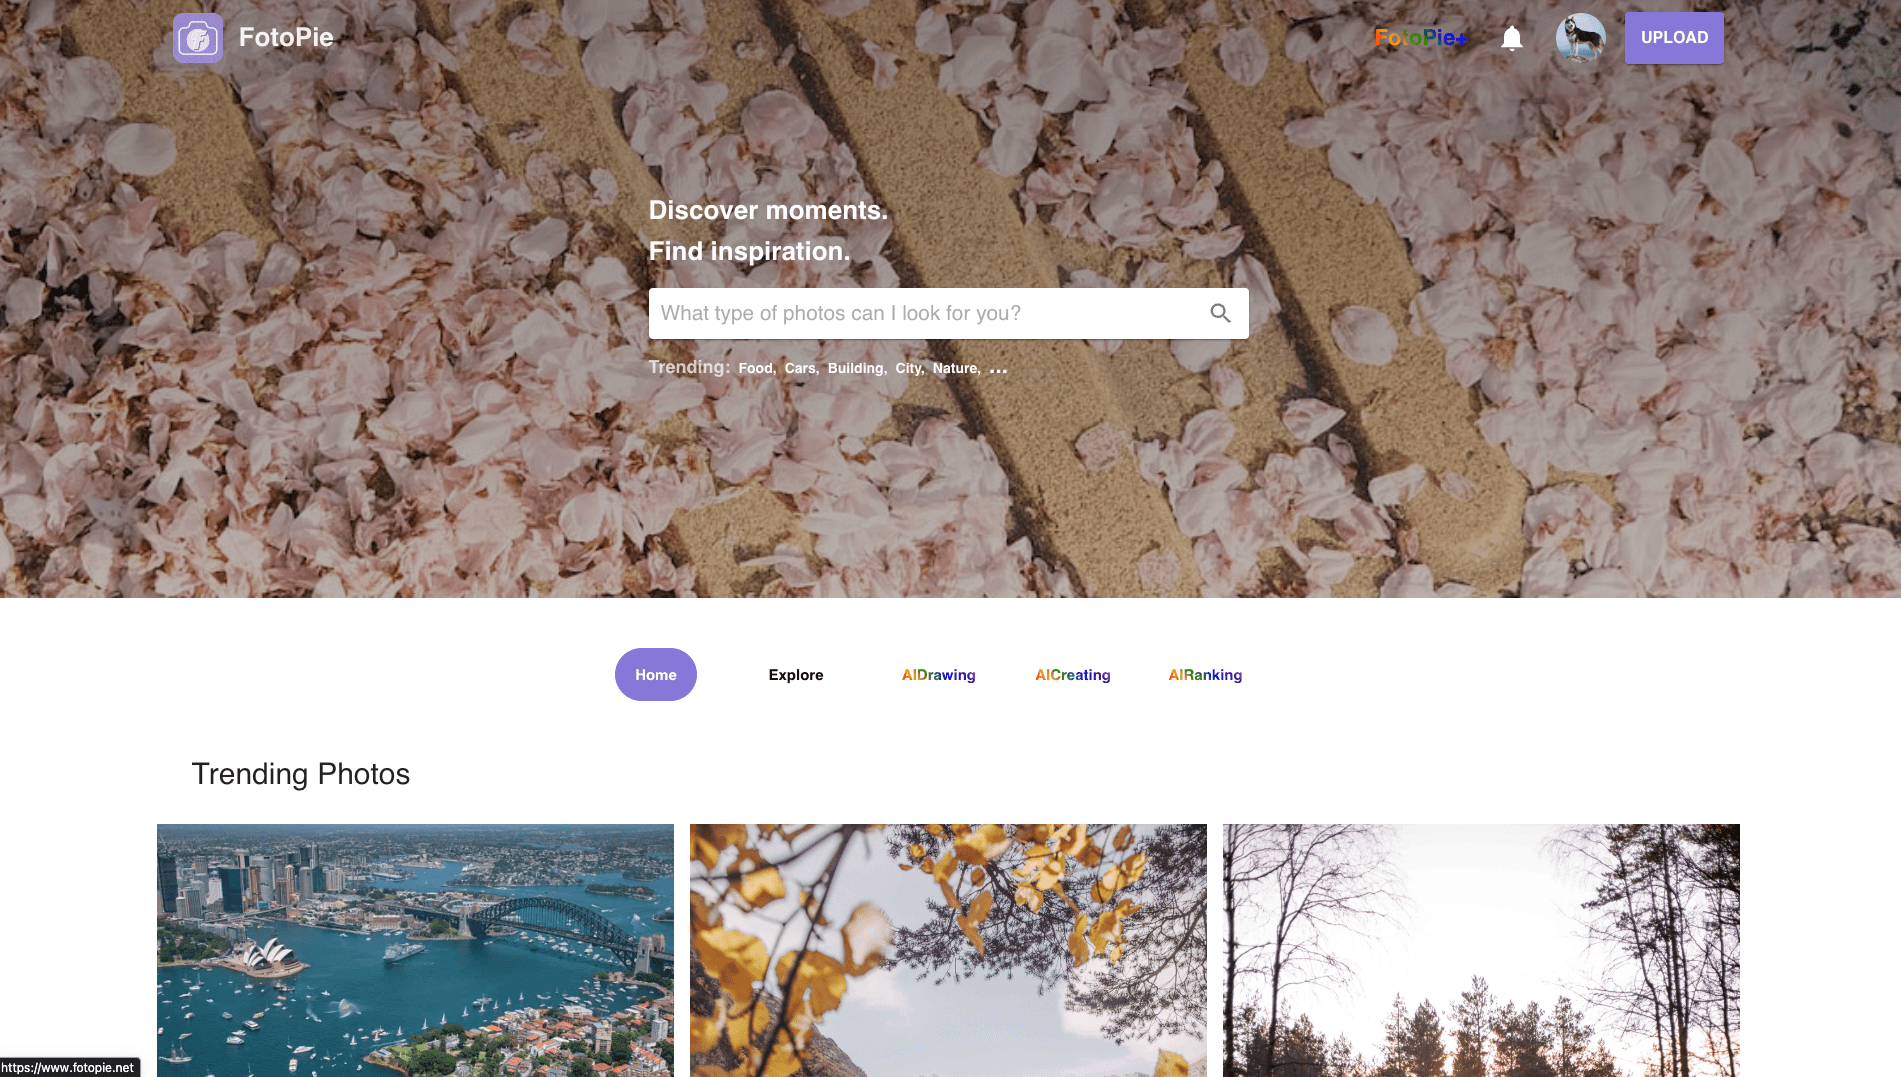 FotoPie
FotoPie+
UPLOAD
Discover moments.
Find inspiration.
What type of photos can I look for you?
Trending: Food, Cars, Building, City, Nature, ...
Home
Explore
AIDrawing
AICreating
AIRanking
Trending Photos
https://www.fotopie.net